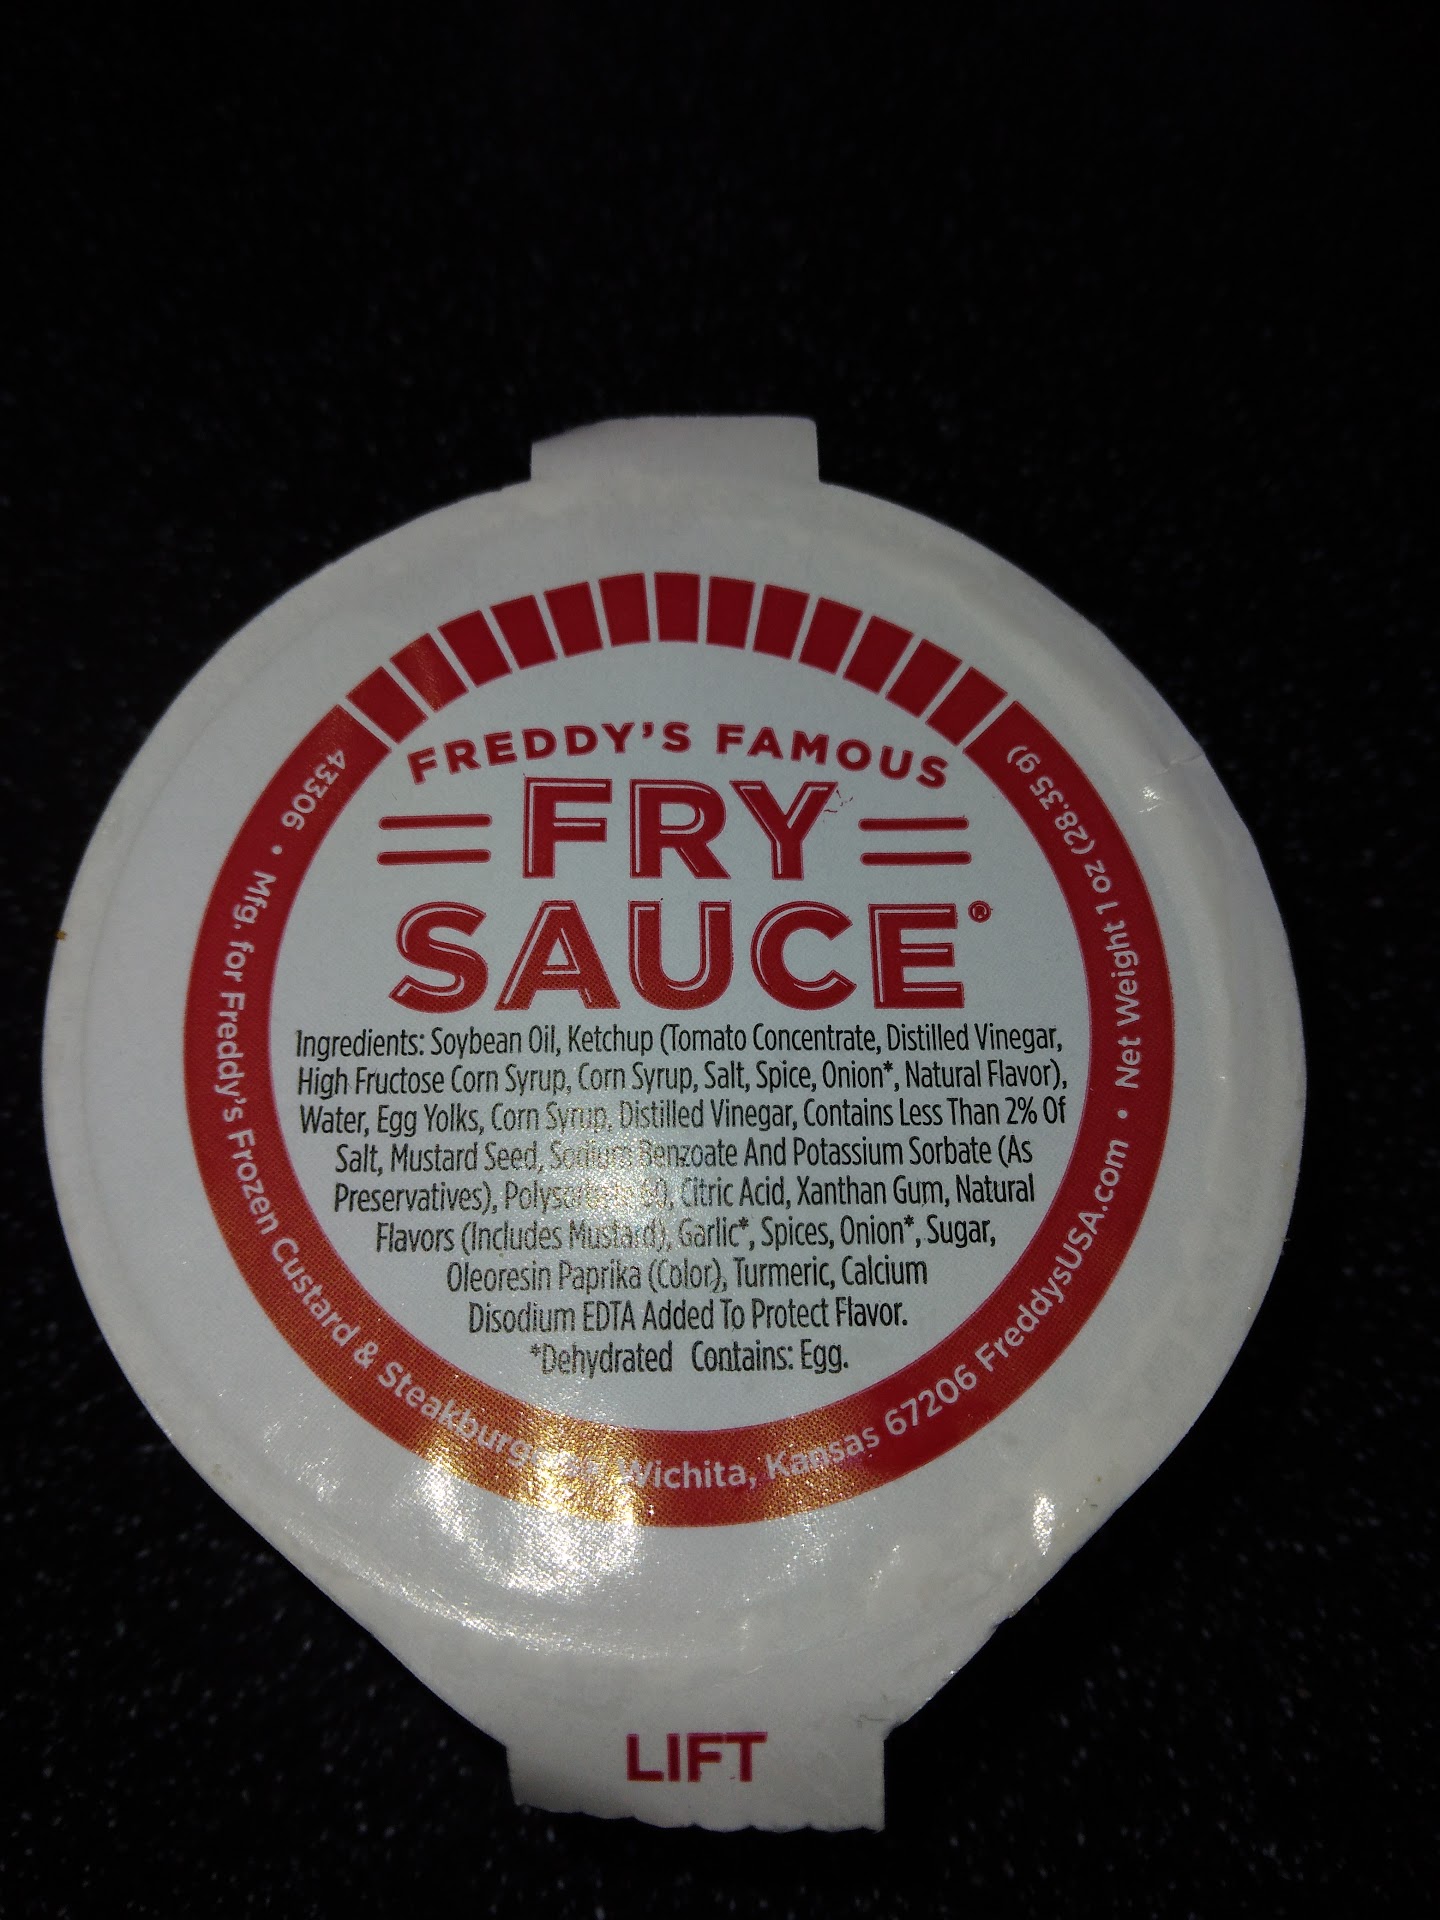 FREDDY'S FAMOUS
FRY
SAUCE®
Ingredients: Soybean Oil, Ketchup (Tomato Concentrate, Distilled Vinegar,
High Fructose Corn Syrup, Corn Syrup, Salt, Spice, Onion*, Natural Flavor),
Water, Egg Yolks, Corn Syrup, Distilled Vinegar, Contains Less Than 2% Of
Salt, Mustard Seed, Sodium Benzoate And Potassium Sorbate (As
Preservatives), Citric Acid, Xanthan Gum, Natural
Flavors (Includes Mustard), Garlic*, Spices, Onion*, Sugar,
Oleoresin Paprika (Color), Turmeric, Calcium
Disodium EDTA Added To Protect Flavor.
*Dehydrated Contains: Egg.
43306 • Mfg. for Freddy's Frozen Custard & Wichita, Kansas 67206 FreddysUSA.com • Net Weight 1 oz (28.35 g)
LIFT